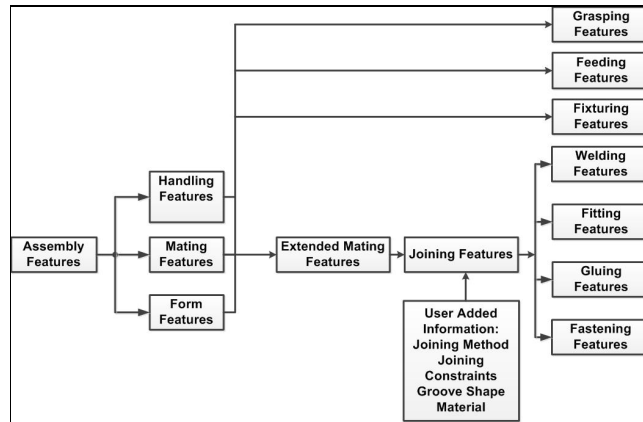 Grasping
Features
Feeding
Features
Fixturing
Features
Welding
Features
Handling
Features
Fitting
Features
Assembly
Features
Mating
Features
Extended Mating
Features
Joining Features
Gluing
Features
Form
Features
User Added
Information:
Joining Method
Joining
Constraints
Groove Shape
Material
Fastening
Features